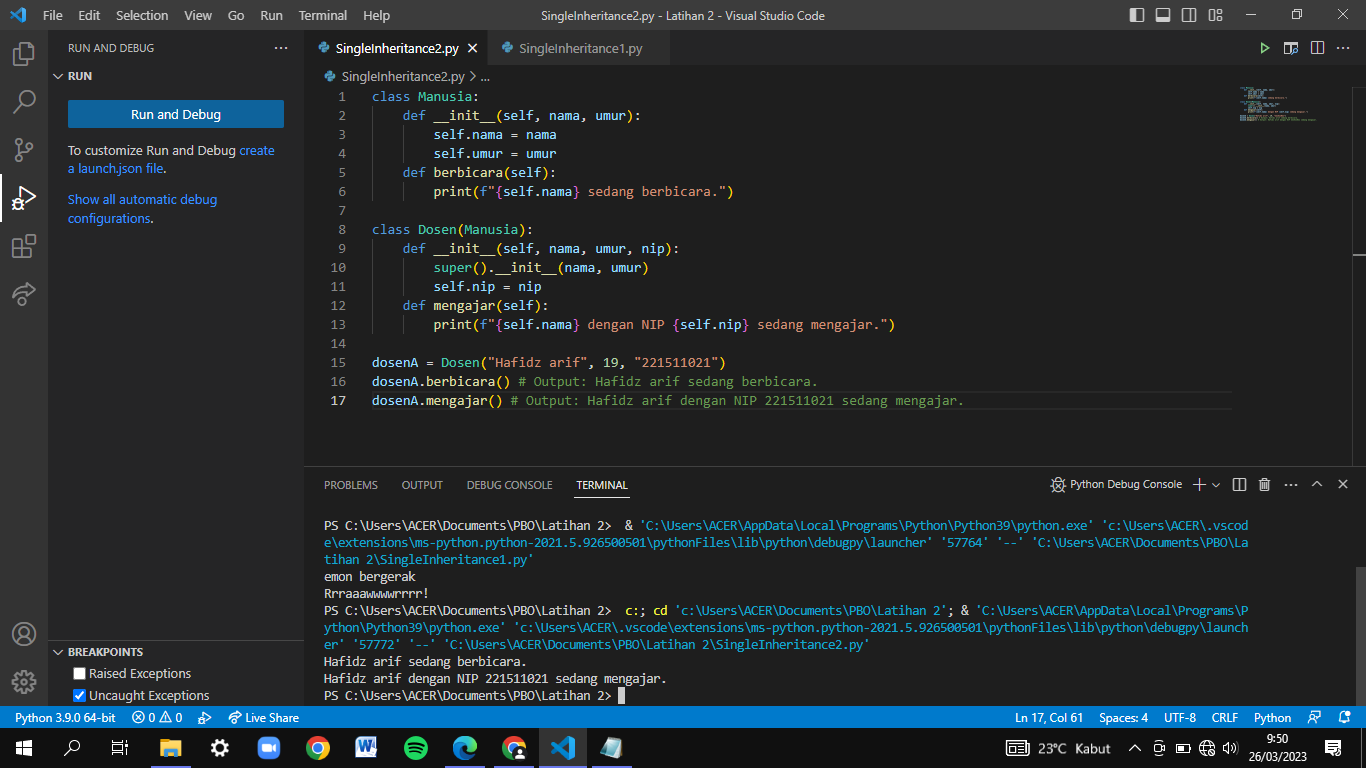 File Edit Selection View Go Run Terminal Help
SingleInheritance2.py - Latihan 2 - Visual Studio Code
RUN AND DEBUG
RUN
Run and Debug
To customize Run and Debug create
a launch.json file.
Show all automatic debug
configurations.
BREAKPOINTS
Raised Exceptions
Uncaught Exceptions
SingleInheritance2.py
SingleInheritance1.py
SingleInheritance2.py > ...
1 class Manusia:
2 def __init__(self, nama, umur):
3 self.nama = nama
4 self.umur = umur
5 def berbicara(self):
6 print(f"{self.nama} sedang berbicara.")
7
8 class Dosen(Manusia):
9 def __init__(self, nama, umur, nip):
10 super().__init__(nama, umur)
11 self.nip = nip
12 def mengajar(self):
13 print(f"{self.nama} dengan NIP {self.nip} sedang mengajar.")
14
15 dosenA = Dosen("Hafidz arif", 19, "221511021")
16 dosenA.berbicara() # Output: Hafidz arif sedang berbicara.
17 dosenA.mengajar() # Output: Hafidz arif dengan NIP 221511021 sedang mengajar.
PROBLEMS OUTPUT DEBUG CONSOLE TERMINAL
Python Debug Console
PS C:\Users\ACER\Documents\PBO\Latihan 2> & 'C:\Users\ACER\AppData\Local\Programs\Python\Python39\python.exe' 'c:\Users\ACER\.vscod
e\extensions\ms-python.python-2021.5.926500501\pythonFiles\lib\python\debugpy\launcher' '57764' '--' 'C:\Users\ACER\Documents\PBO\La
tihan 2\SingleInheritance1.py'
emon bergerak
Rrraaawwwwrrrr!
PS C:\Users\ACER\Documents\PBO\Latihan 2> c:; cd 'c:\Users\ACER\Documents\PBO\Latihan 2'; & 'C:\Users\ACER\AppData\Local\Programs\P
ython\Python39\python.exe' 'c:\Users\ACER\.vscode\extensions\ms-python.python-2021.5.926500501\pythonFiles\lib\python\debugpy\launch
er' '57772' '--' 'C:\Users\ACER\Documents\PBO\Latihan 2\SingleInheritance2.py'
Hafidz arif sedang berbicara.
Hafidz arif dengan NIP 221511021 sedang mengajar.
PS C:\Users\ACER\Documents\PBO\Latihan 2>
Python 3.9.0 64-bit 0 0 Live Share
Ln 17, Col 61 Spaces: 4 UTF-8 CRLF Python
23°C Kabut
9:50
26/03/2023